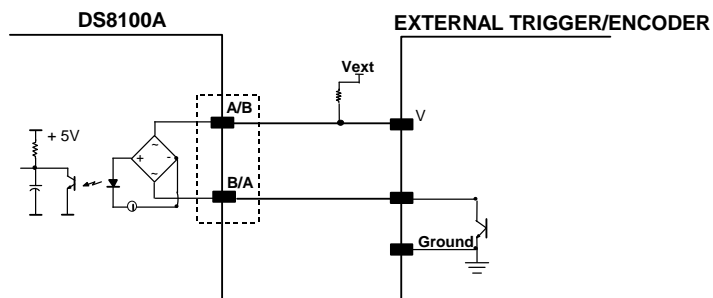 DS8100A
EXTERNAL TRIGGER/ENCODER
Vext
A/B
V
+ 5V
~
+ -
~
B/A
Ground